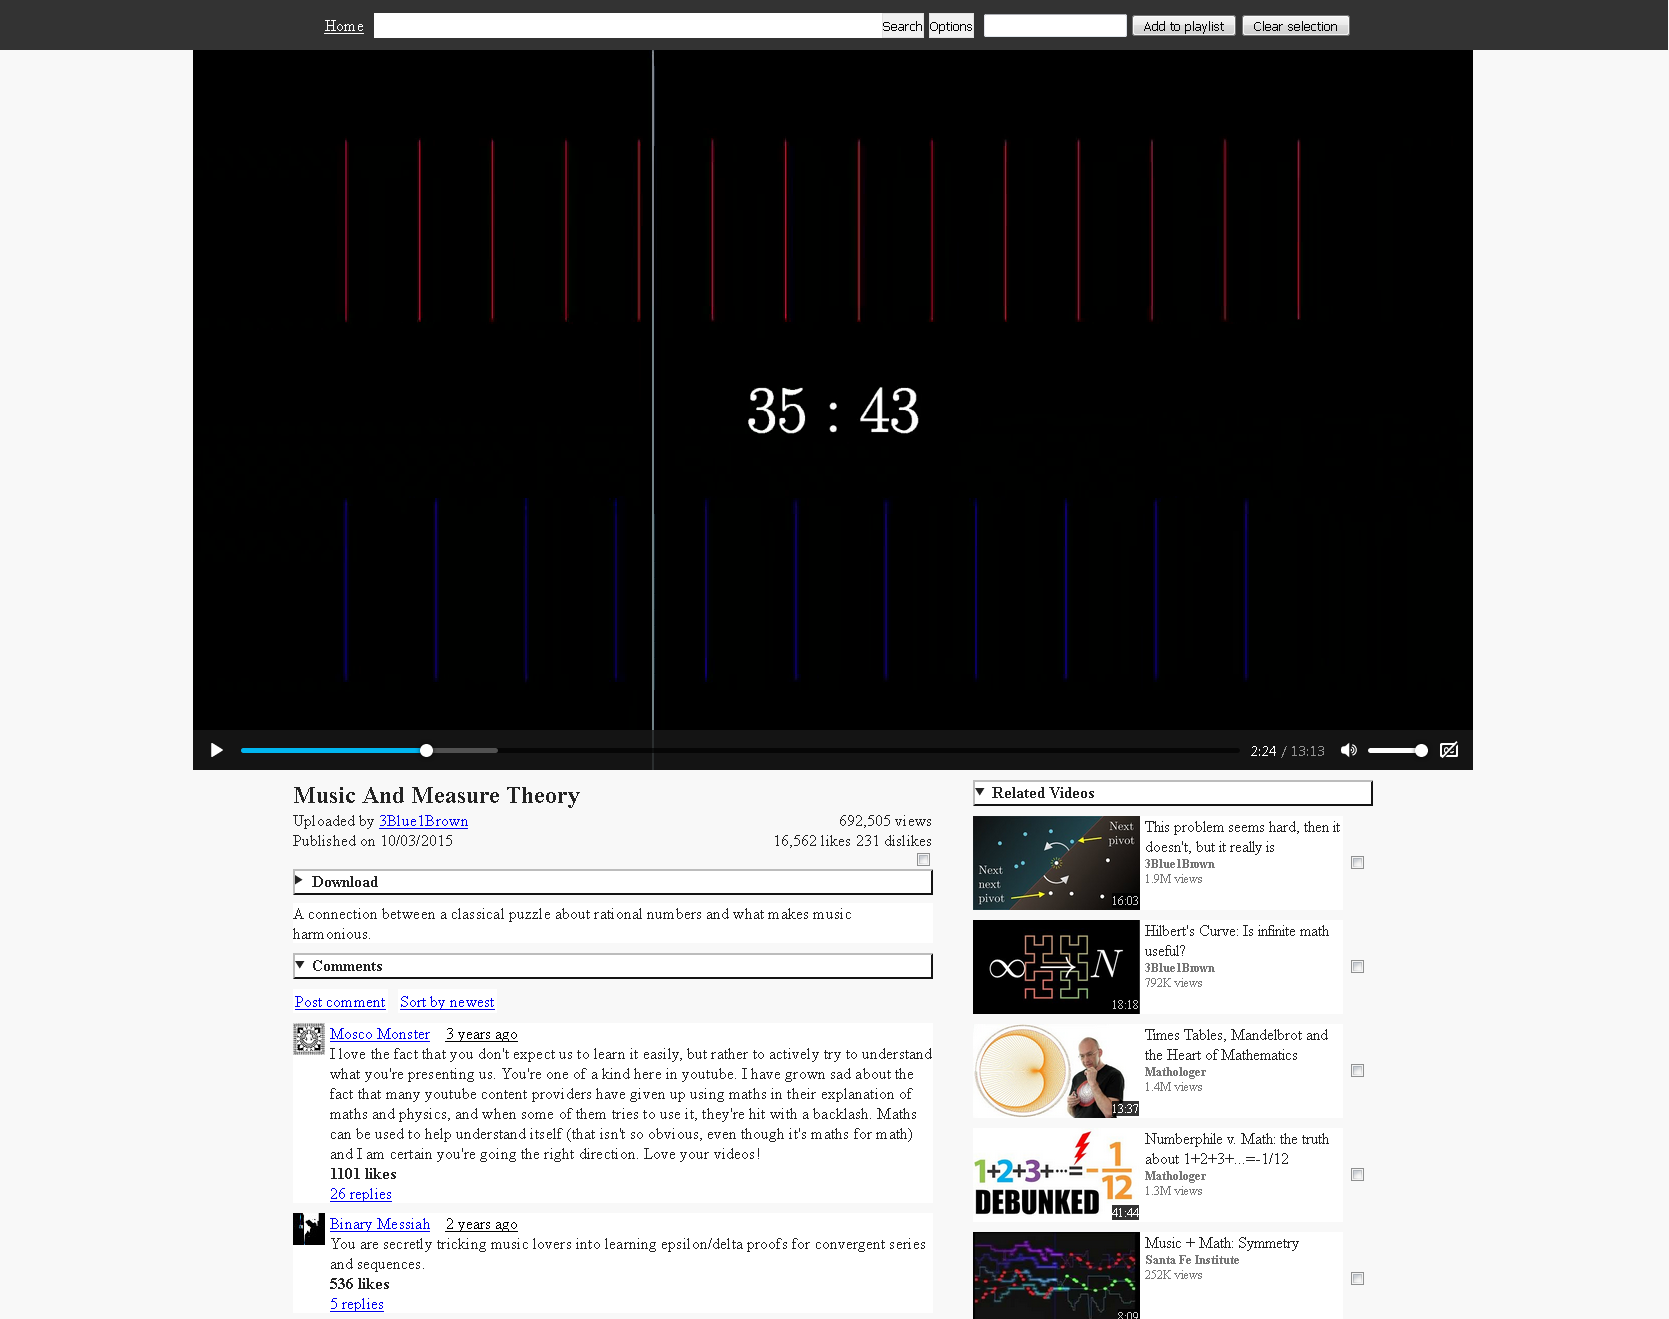 Home Search Options Add to playlist Clear selection
35 : 43
2:24 / 13:13
Music And Measure Theory
Uploaded by 3Blue1Brown 692,505 views
Published on 10/03/2015 16,562 likes 231 dislikes
Download
A connection between a classical puzzle about rational numbers and what makes music
harmonious.
Comments
Post comment Sort by newest
Mosco Monster 3 years ago
I love the fact that you don't expect us to learn it easily, but rather to actively try to understand
what you're presenting us. You're one of a kind here in youtube. I have grown sad about the
fact that many youtube content providers have given up using maths in their explanation of
maths and physics, and when some of them tries to use it, they're hit with a backlash. Maths
can be used to help understand itself (that isn't so obvious, even though it's maths for math)
and I am certain you're going the right direction. Love your videos!
1101 likes
26 replies
Binary Messiah 2 years ago
You are secretly tricking music lovers into learning epsilon/delta proofs for convergent series
and sequences.
536 likes
5 replies
Related Videos
Next
pivot
Next
next
pivot
16:03
This problem seems hard, then it
doesn't, but it really is
3Blue1Brown
1.9M views
∞ → N
18:18
Hilbert's Curve: Is infinite math
useful?
3Blue1Brown
792K views
13:37
Times Tables, Mandelbrot and
the Heart of Mathematics
Mathologer
1.4M views
1+2+3+···=-1/12
DEBUNKED
41:44
Numberphile v. Math: the truth
about 1+2+3+...=-1/12
Mathologer
1.3M views
8:09
Music + Math: Symmetry
Santa Fe Institute
252K views